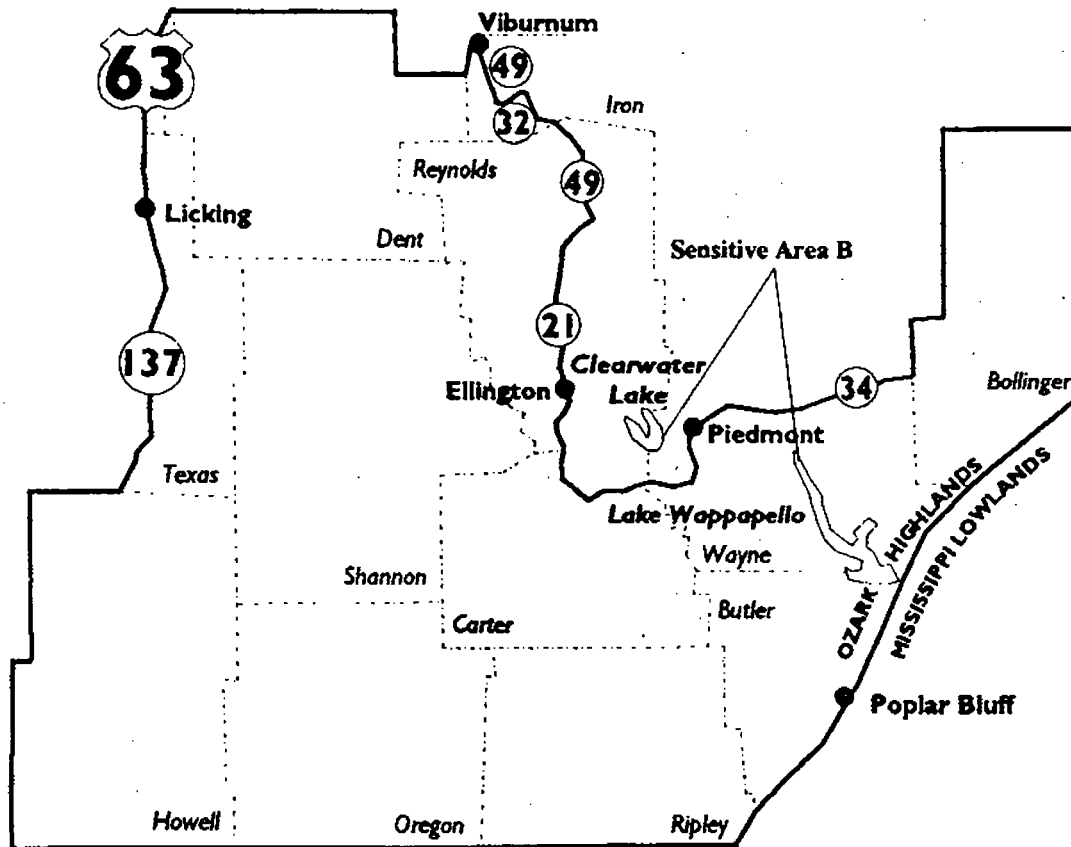 Viburnum
63
49
Iron
32
Reynolds
49
Licking
Dent
Sensitive Area B
21
137
Clearwater
Lake
Ellington
34
Bollinger
Piedmont
Texas
Lake Wappapello
OZARK HIGHLANDS
MISSISSIPPI LOWLANDS
Wayne
Shannon
Butler
Carter
Poplar Bluff
Howell
Oregon
Ripley